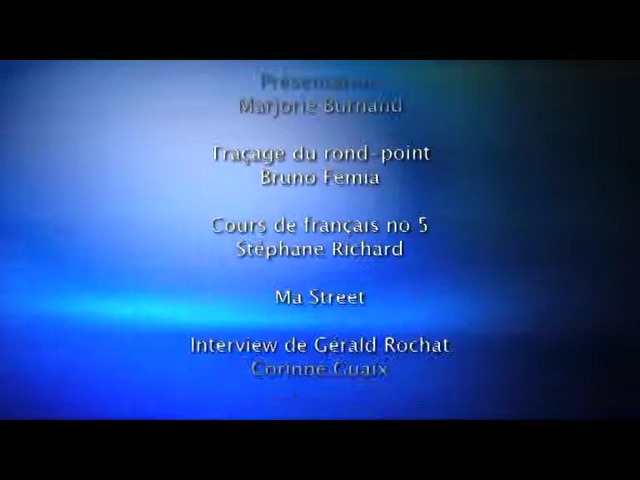 Présentation
Marjorie Burnand
Traçage du rond-point
Bruno Femia
Cours de français no 5
Stéphane Richard
Ma Street
Interview de Gérald Rochat
Corinne Guaix